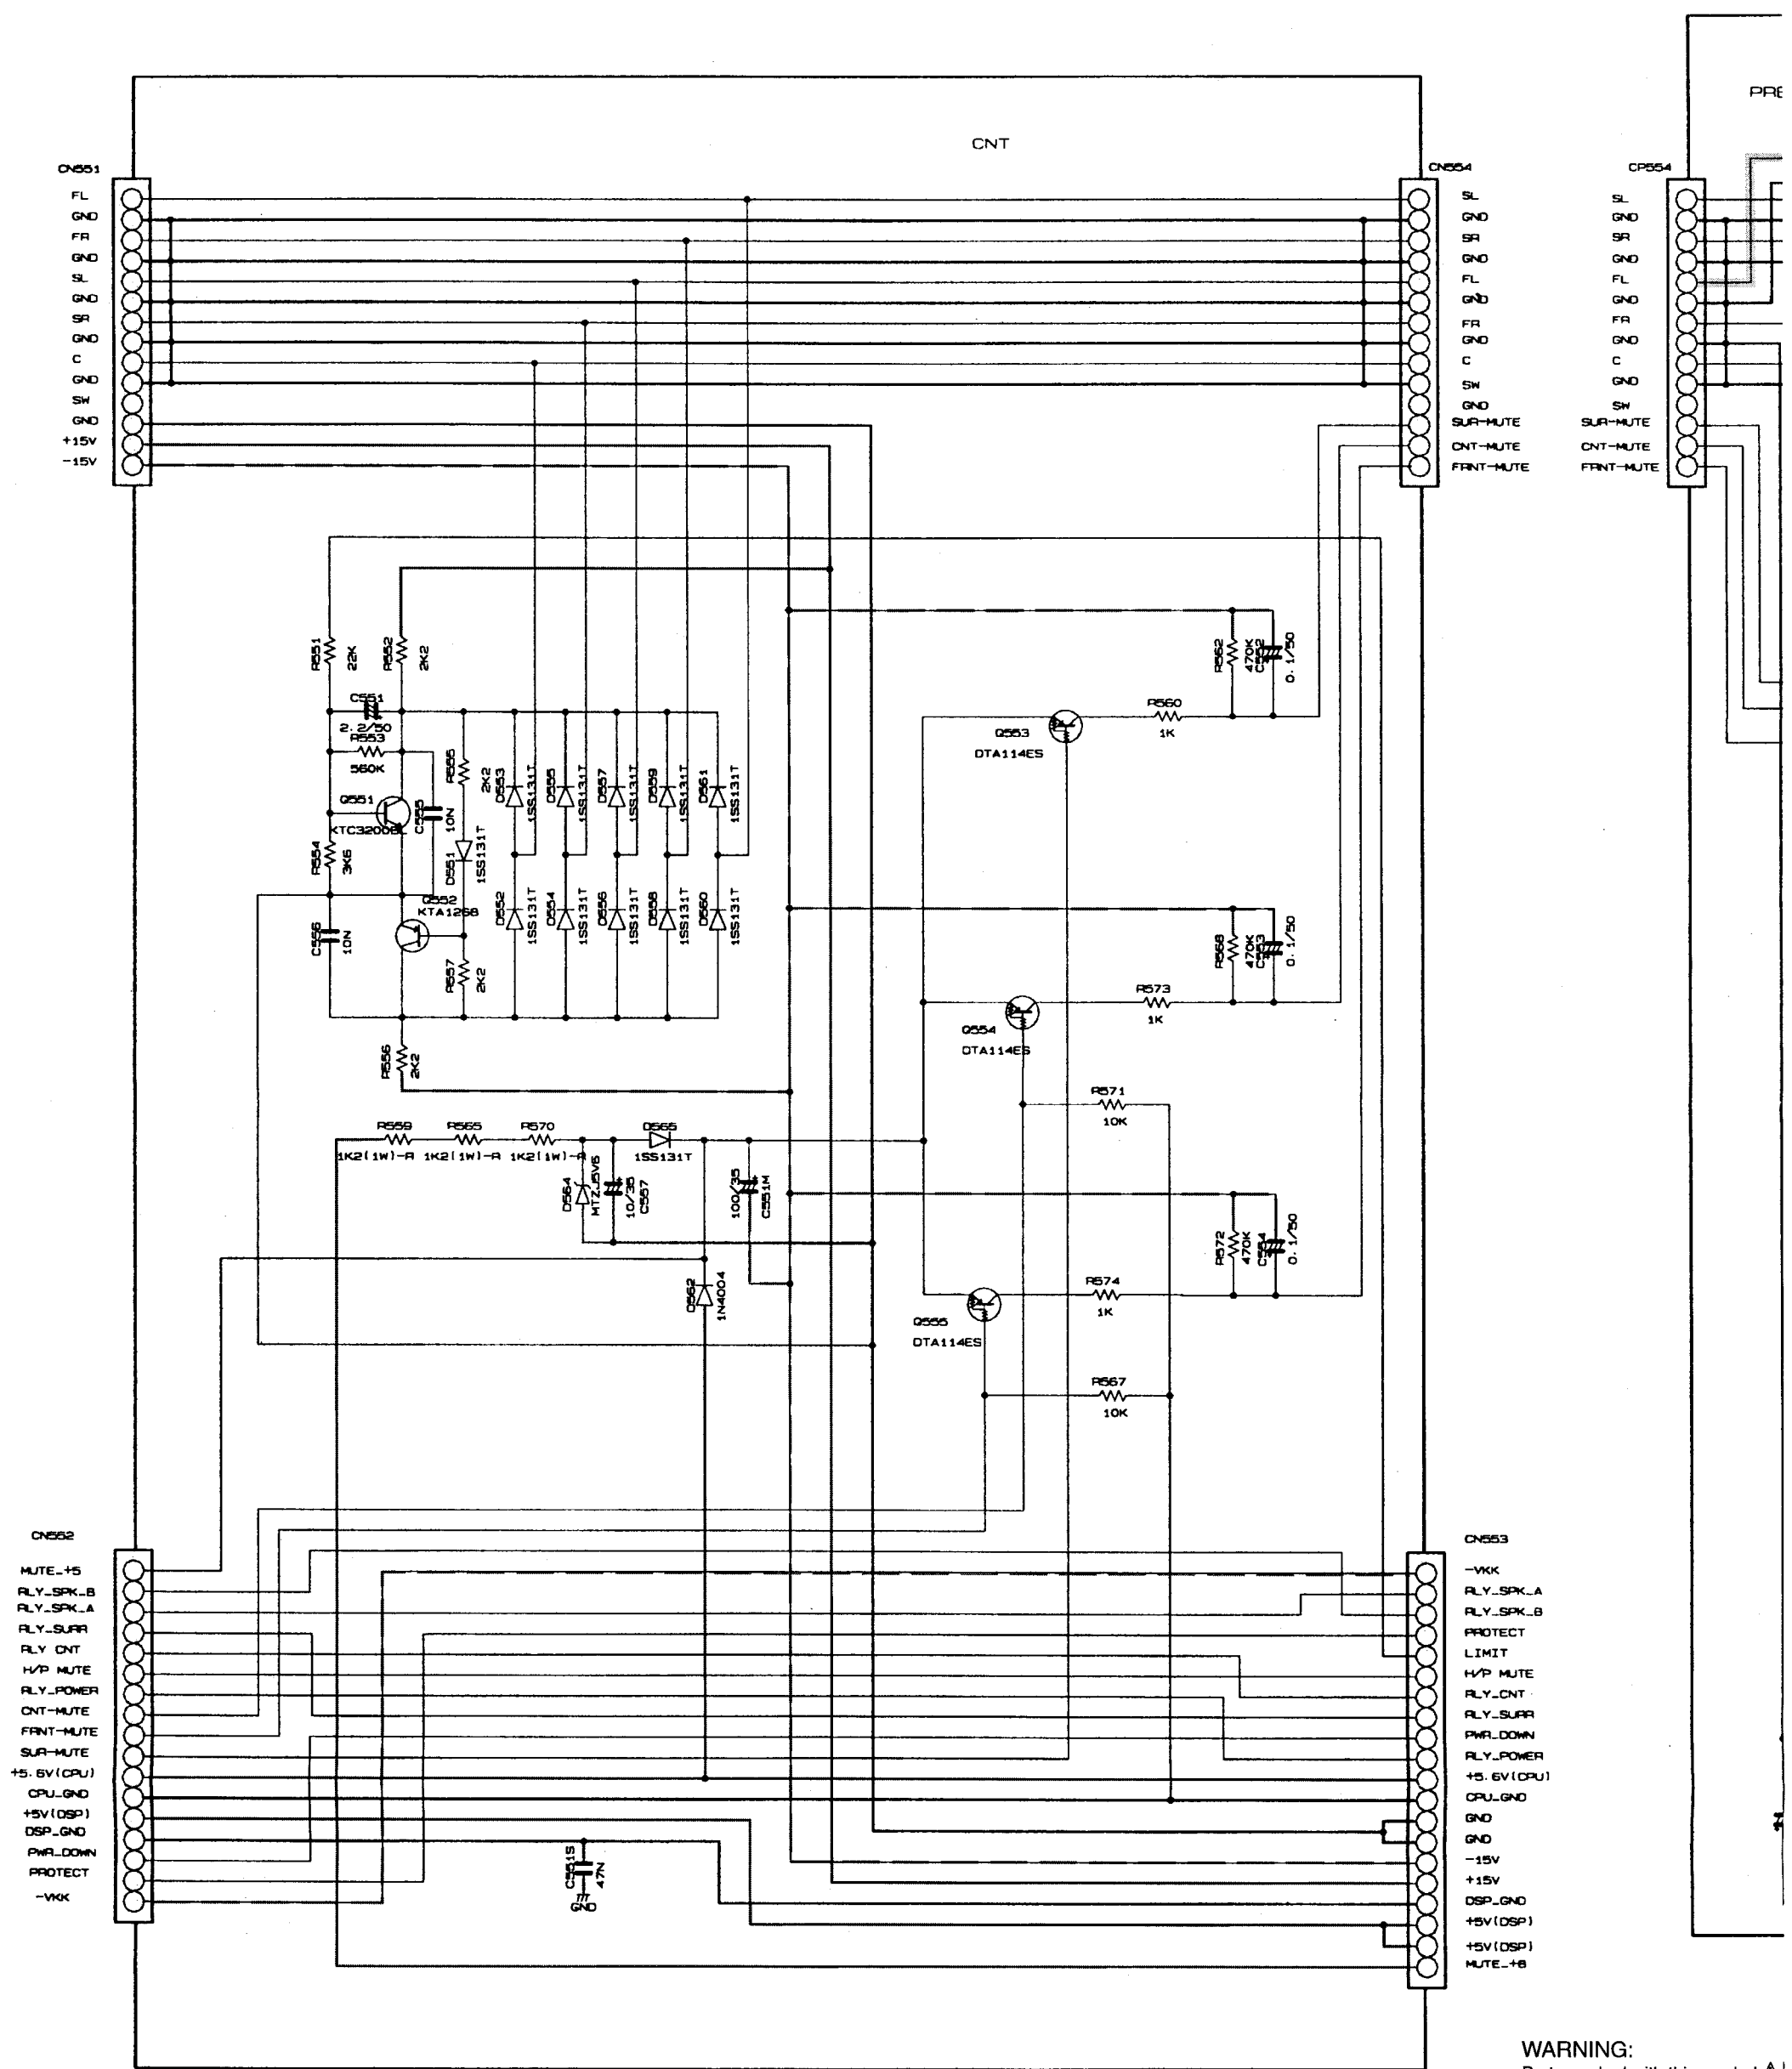 PRE
CNT
CN551
FL
GND
FR
GND
SL
GND
SR
GND
C
GND
SW
GND
+15V
-15V
CN554
SL
GND
SR
GND
FL
GND
FR
GND
C
SW
GND
SUR-MUTE
CNT-MUTE
FRNT-MUTE
CP554
SL
GND
SR
GND
FL
GND
FR
GND
C
GND
SW
SUR-MUTE
CNT-MUTE
FRNT-MUTE
R551
22K
R552
2K2
C551
2.2/50
R553
560K
Q551
KTC3200BL
C555
10N
R555
2K2
R554
3K6
D551
1SS131T
Q552
KTA1268
C556
10N
R557
2K2
R556
2K2
D553
1SS131T
D555
1SS131T
D557
1SS131T
D559
1SS131T
D561
1SS131T
D552
1SS131T
D554
1SS131T
D556
1SS131T
D558
1SS131T
D560
1SS131T
R562
470K
C552
0.1/50
R560
1K
Q553
DTA114ES
R568
470K
C553
0.1/50
R573
1K
Q554
DTA114ES
R571
10K
R559
1K2(1W)-R
R565
1K2(1W)-R
R570
1K2(1W)-R
D565
1SS131T
D564
MTZJ5V6
10/35
C557
100/35
C551M
D562
1N4004
R572
470K
C554
0.1/50
R574
1K
Q555
DTA114ES
R567
10K
CN552
MUTE_+5
RLY_SPK_B
RLY_SPK_A
RLY_SURR
RLY CNT
H/P MUTE
RLY_POWER
CNT-MUTE
FRNT-MUTE
SUR-MUTE
+5.6V(CPU)
CPU_GND
+5V(DSP)
DSP_GND
PWR_DOWN
PROTECT
-VKK
C551S
47N
GND
CN553
-VKK
RLY_SPK_A
RLY_SPK_B
PROTECT
LIMIT
H/P MUTE
RLY_CNT
RLY_SURR
PWR_DOWN
RLY_POWER
+5.6V(CPU)
CPU_GND
GND
GND
-15V
+15V
DSP_GND
+5V(DSP)
+5V(DSP)
MUTE_+6
WARNING: